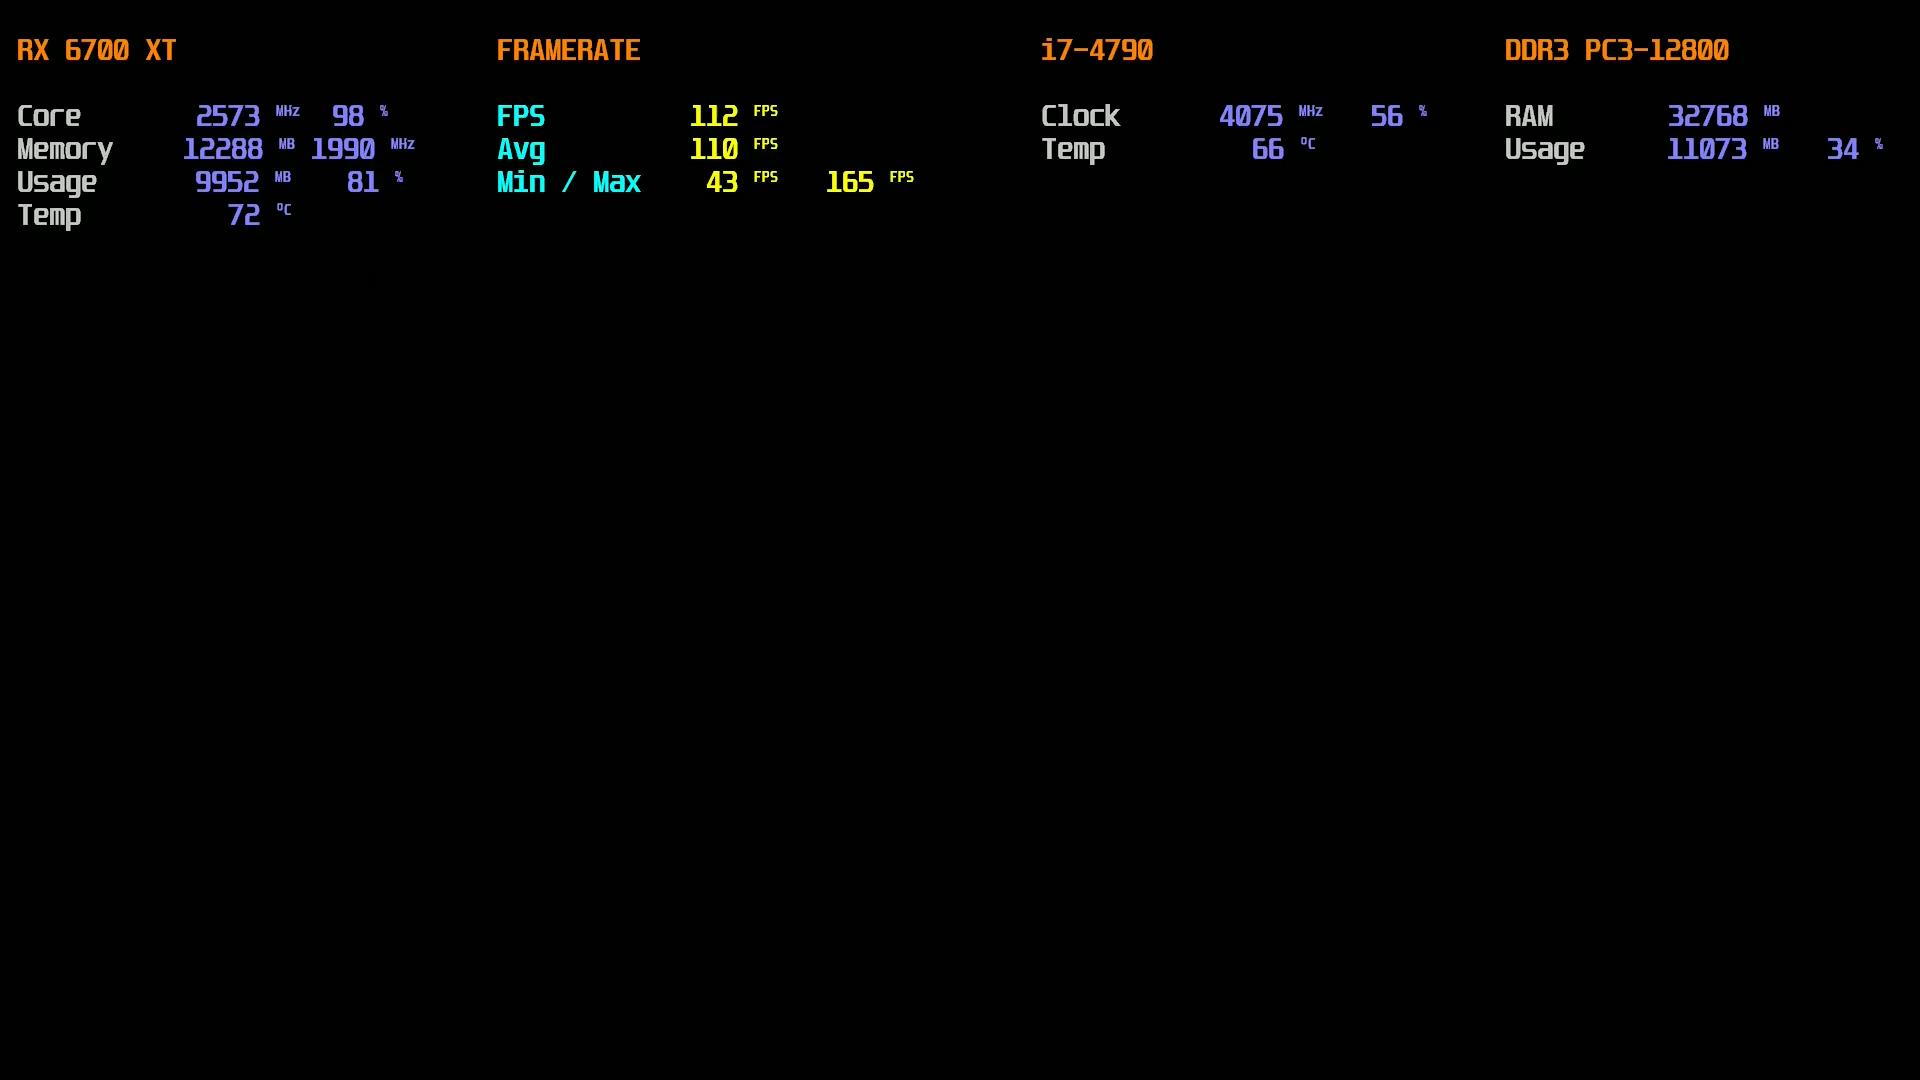 RX 6700 XT FRAMERATE i7-4790 DDR3 PC3-12800
Core 2573 MHz 98 % FPS 112 FPS Clock 4075 MHz 56 % RAM 32768 MB
Memory 12288 MB 1990 MHz Avg 110 FPS Temp 66 °C Usage 11073 MB 34 %
Usage 9952 MB 81 % Min / Max 43 FPS 165 FPS
Temp 72 °C